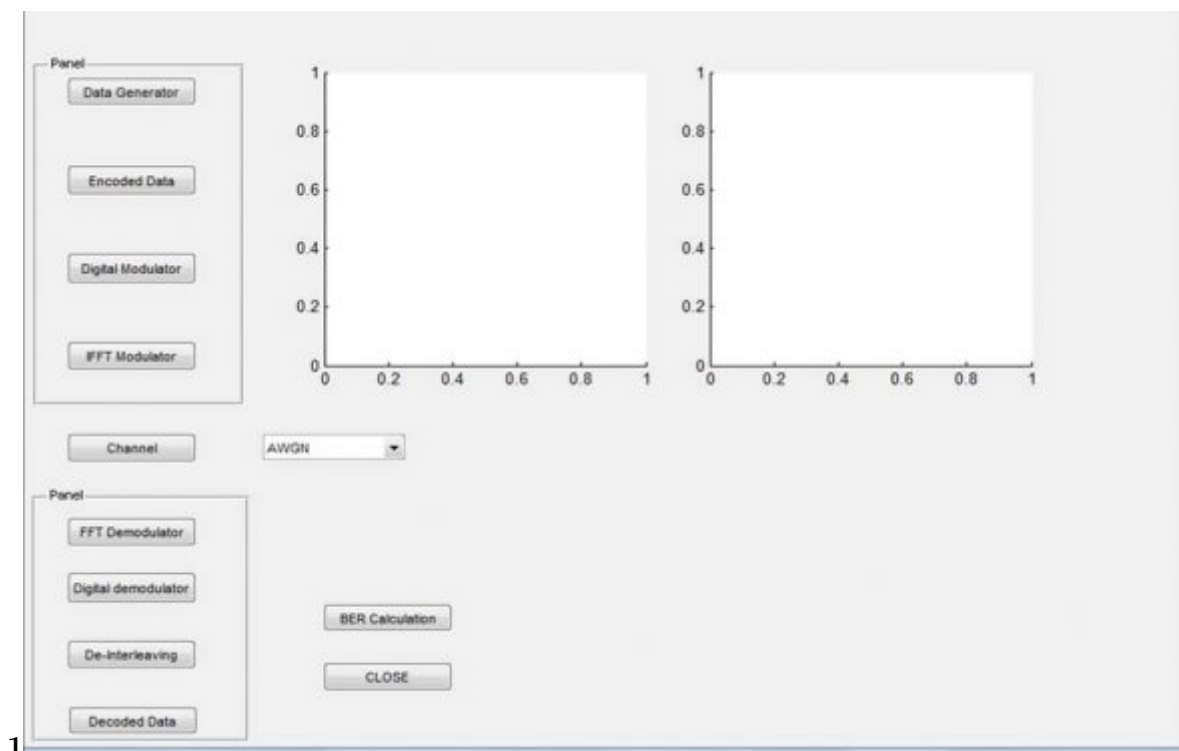 Panel
Data Generator
Encoded Data
Digital Modulator
IFFT Modulator
1
0.8
0.6
0.4
0.2
0
0 0.2 0.4 0.6 0.8 1
1
0.8
0.6
0.4
0.2
0
0 0.2 0.4 0.6 0.8 1
Channel
AWGN
Panel
FFT Demodulator
Digital demodulator
De-Interleaving
Decoded Data
BER Calculation
CLOSE
1